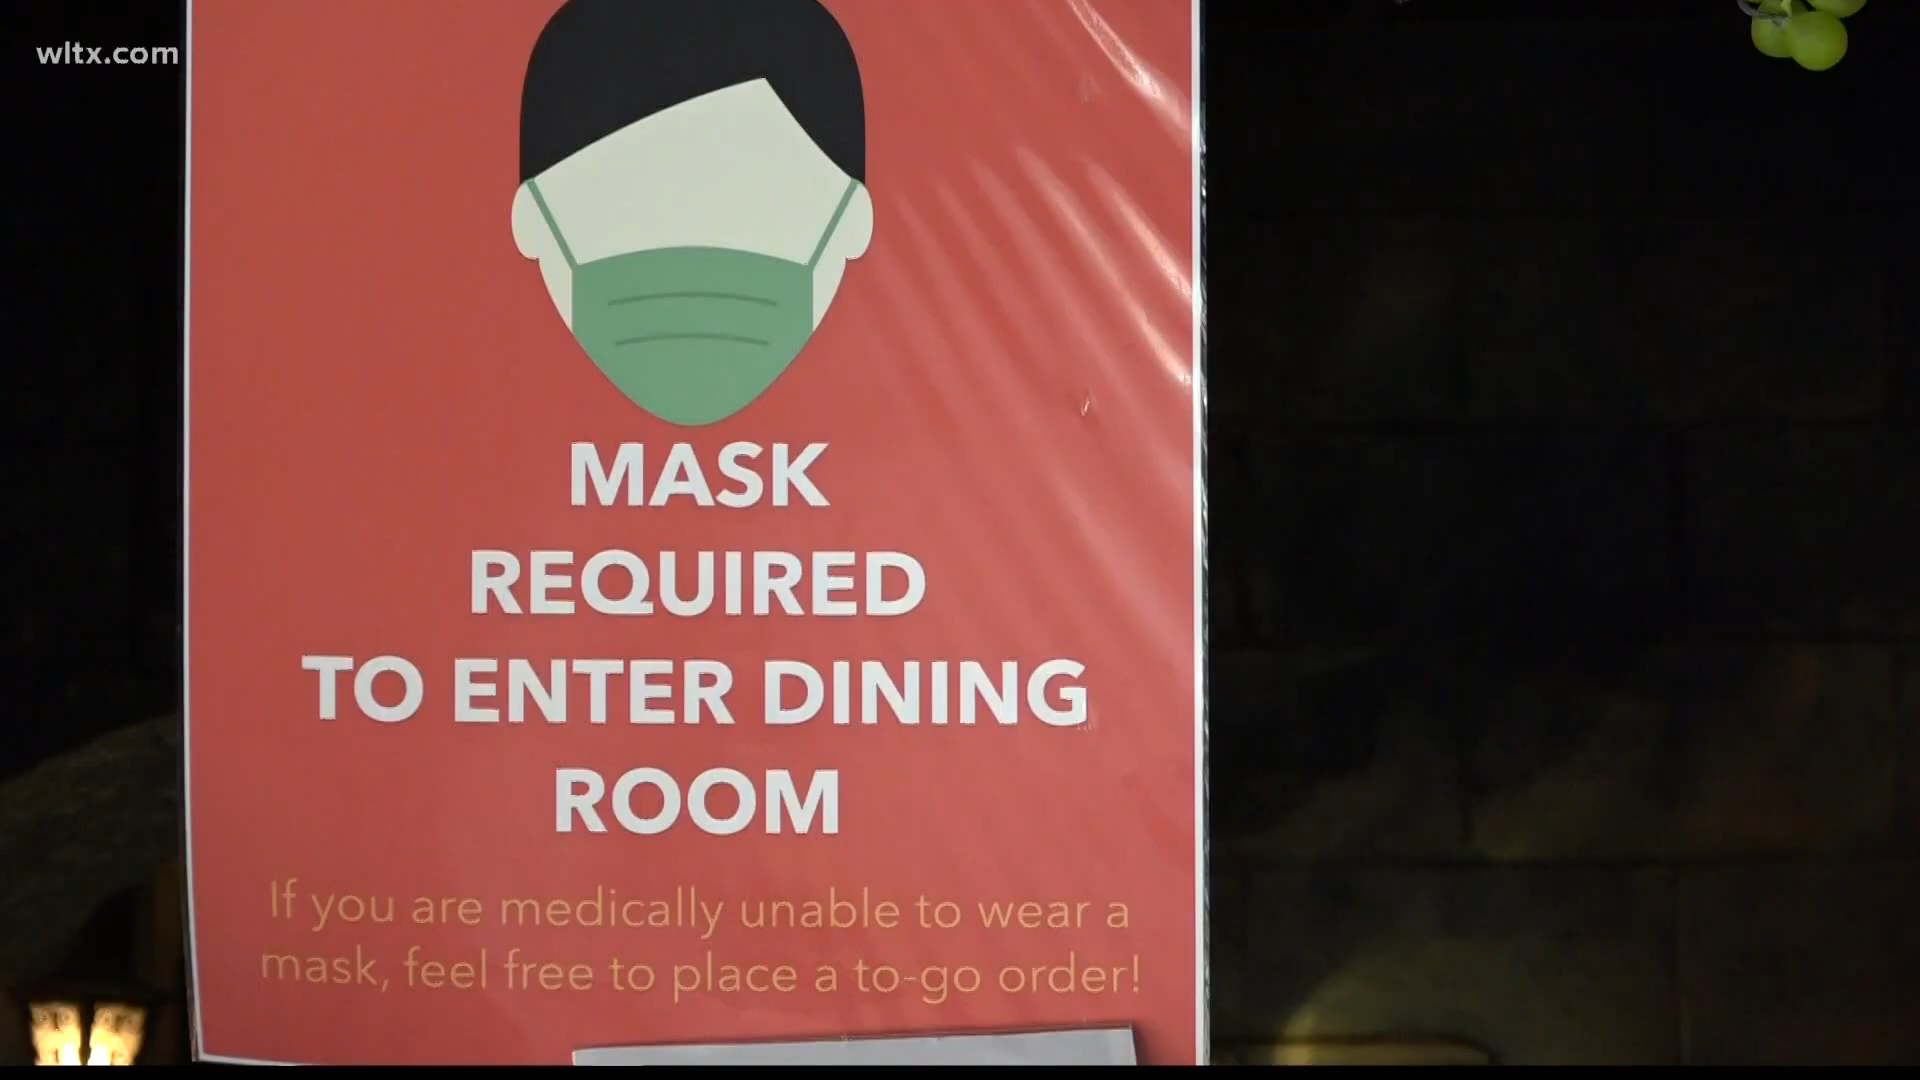 wltx.com
MASK
REQUIRED
TO ENTER DINING
ROOM
If you are medically unable to wear a
mask, feel free to place a to-go order!